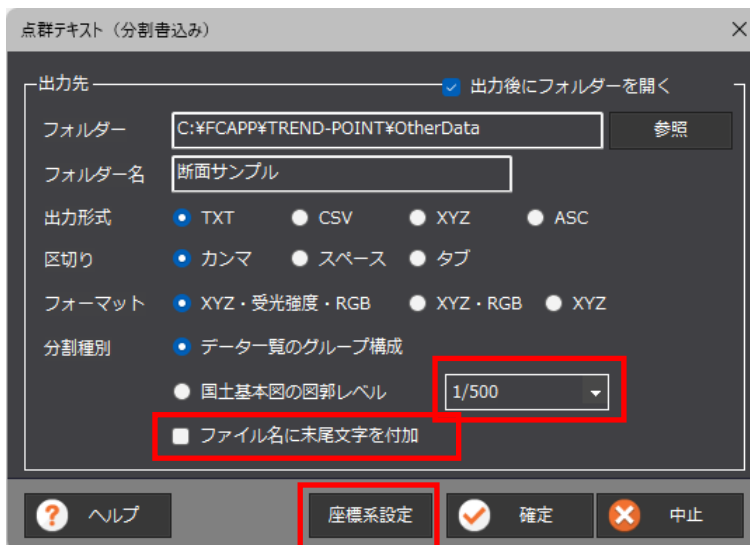 点群テキスト（分割書込み）
出力先 出力後にフォルダーを開く
フォルダー C:¥FCAPP¥TREND-POINT¥OtherData 参照
フォルダー名 断面サンプル
出力形式 TXT CSV XYZ ASC
区切り カンマ スペース タブ
フォーマット XYZ・受光強度・RGB XYZ・RGB XYZ
分割種別 データ一覧のグループ構成
国土基本図の図郭レベル 1/500
ファイル名に末尾文字を付加
ヘルプ 座標系設定 確定 中止